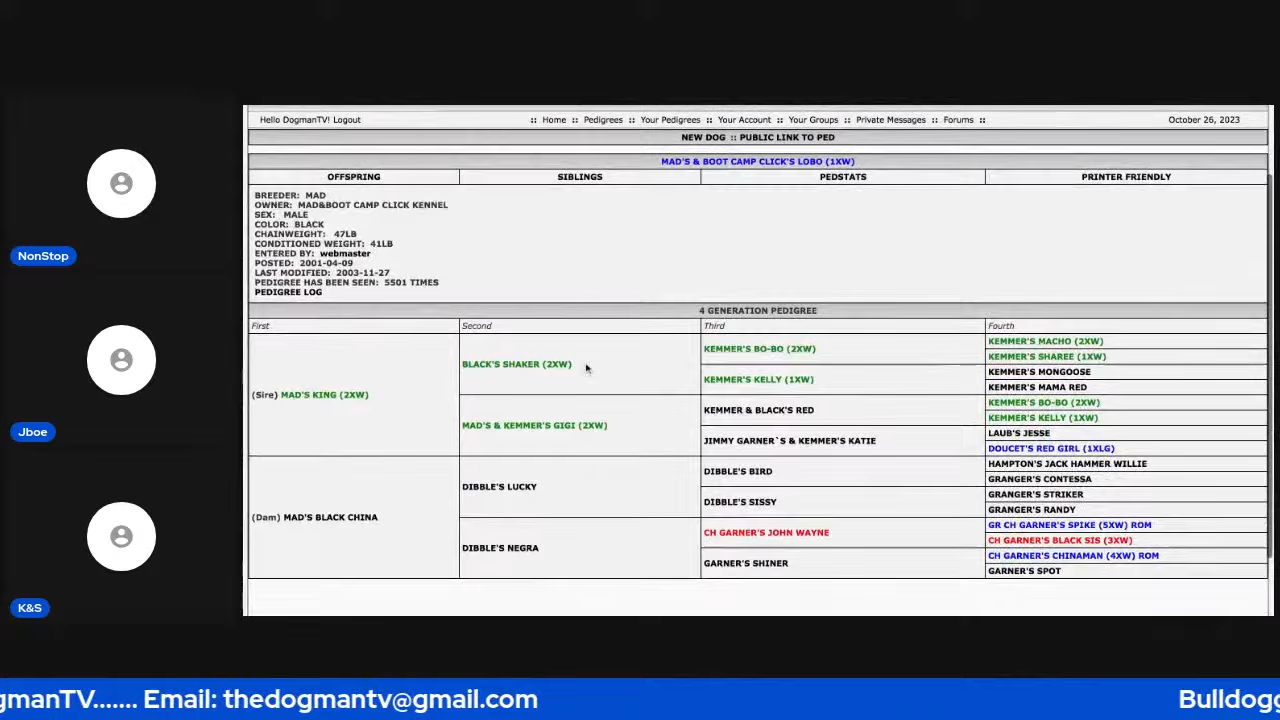 Hello DogmanTV! Logout
:: Home :: Pedigrees :: Your Pedigrees :: Your Account :: Your Groups :: Private Messages :: Forums ::
October 26, 2023
NEW DOG :: PUBLIC LINK TO PED
MAD'S & BOOT CAMP CLICK'S LOBO (1XW)
OFFSPRING SIBLINGS PEDSTATS PRINTER FRIENDLY
BREEDER: MAD
OWNER: MAD&BOOT CAMP CLICK KENNEL
SEX: MALE
COLOR: BLACK
CHAINWEIGHT: 47LB
CONDITIONED WEIGHT: 41LB
ENTERED BY: webmaster
POSTED: 2001-04-09
LAST MODIFIED: 2003-11-27
PEDIGREE HAS BEEN SEEN: 5501 TIMES
PEDIGREE LOG
4 GENERATION PEDIGREE
First Second Third Fourth
(Sire) MAD'S KING (2XW)
(Dam) MAD'S BLACK CHINA
BLACK'S SHAKER (2XW)
MAD'S & KEMMER'S GIGI (2XW)
DIBBLE'S LUCKY
DIBBLE'S NEGRA
KEMMER'S BO-BO (2XW)
KEMMER'S KELLY (1XW)
KEMMER & BLACK'S RED
JIMMY GARNER`S & KEMMER'S KATIE
DIBBLE'S BIRD
DIBBLE'S SISSY
CH GARNER'S JOHN WAYNE
GARNER'S SHINER
KEMMER'S MACHO (2XW)
KEMMER'S SHAREE (1XW)
KEMMER'S MONGOOSE
KEMMER'S MAMA RED
KEMMER'S BO-BO (2XW)
KEMMER'S KELLY (1XW)
LAUB'S JESSE
DOUCET'S RED GIRL (1XLG)
HAMPTON'S JACK HAMMER WILLIE
GRANGER'S CONTESSA
GRANGER'S STRIKER
GRANGER'S RANDY
GR CH GARNER'S SPIKE (5XW) ROM
CH GARNER'S BLACK SIS (3XW)
CH GARNER'S CHINAMAN (4XW) ROM
GARNER'S SPOT
NonStop
Jboe
K&S
gmanTV....... Email: thedogmantv@gmail.com
Bulldogg